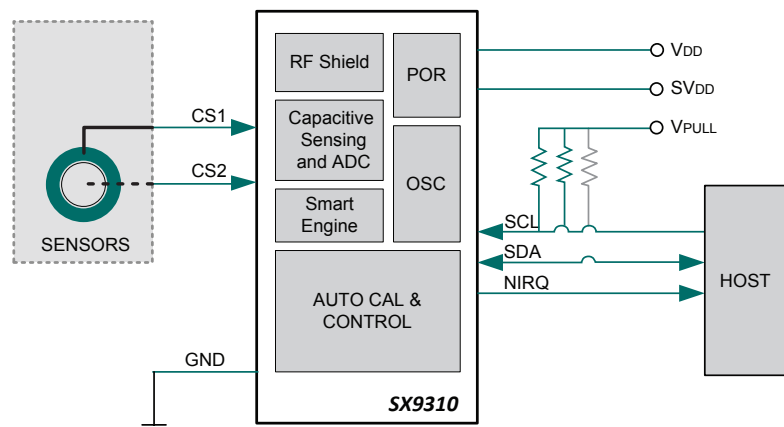 RF Shield
POR
VDD
SVDD
VPULL
CS1
Capacitive
Sensing
and ADC
OSC
CS2
Smart
Engine
SENSORS
SCL
SDA
NIRQ
HOST
AUTO CAL &
CONTROL
GND
SX9310